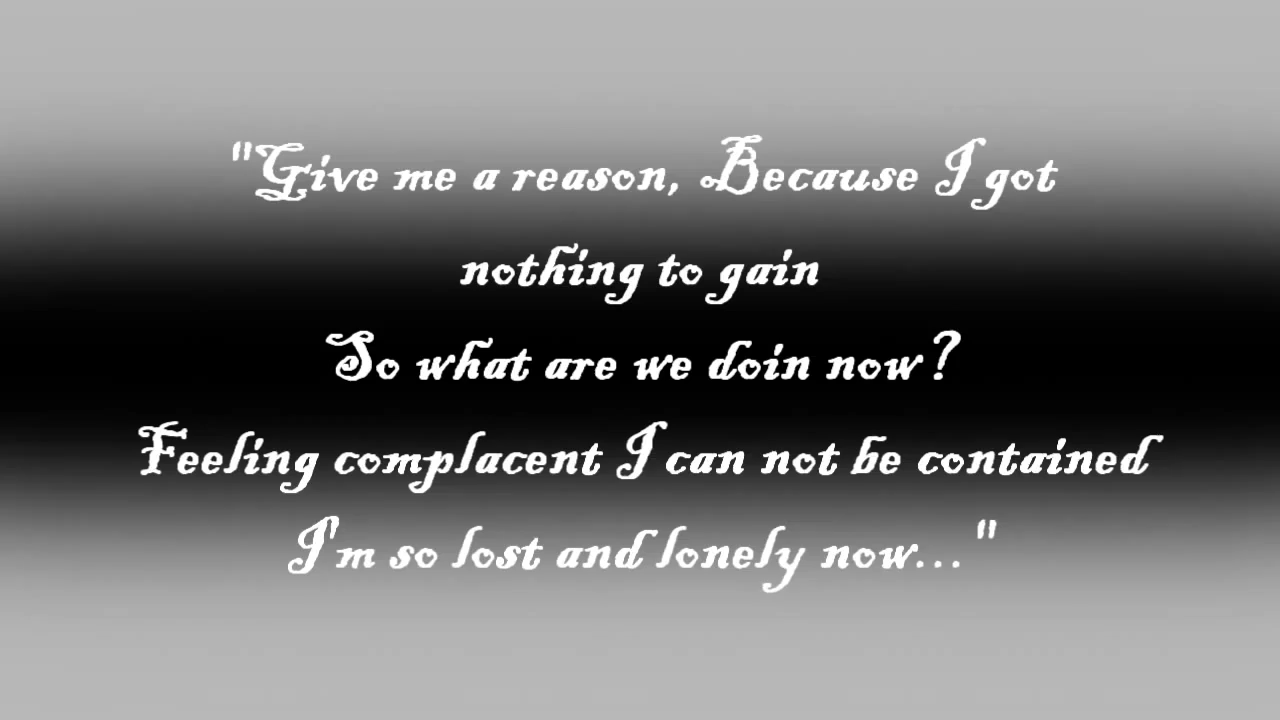 "Give me a reason, Because I got
nothing to gain
So what are we doin now?
Feeling complacent I can not be contained
I'm so lost and lonely now..."